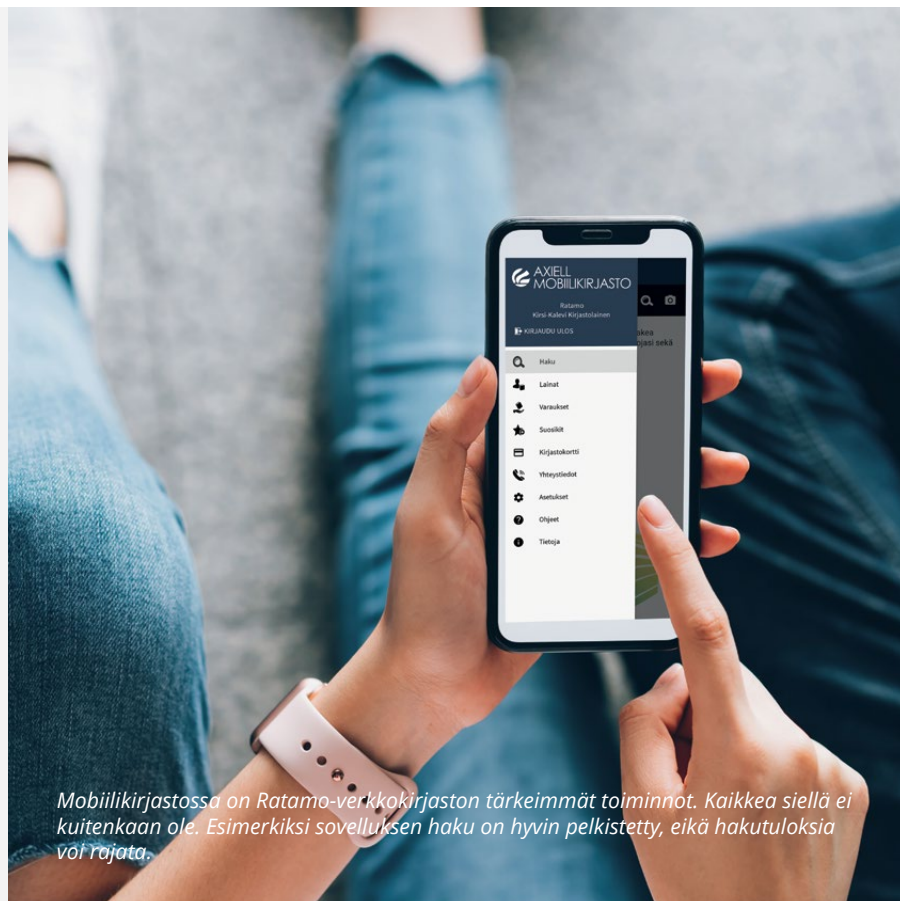 AXIELL
MOBIILIKIRJASTO
Ratamo
Kirsi-Kalevi Kirjastolainen
KIRJAUDU ULOS
Haku
Lainat
Varaukset
Suosikit
Kirjastokortti
Yhteystiedot
Asetukset
Ohjeet
Tietoja
ojasi sekä
Mobiilikirjastossa on Ratamo-verkkokirjaston tärkeimmät toiminnot. Kaikkea siellä ei
kuitenkaan ole. Esimerkiksi sovelluksen haku on hyvin pelkistetty, eikä hakutuloksia
voi rajata.